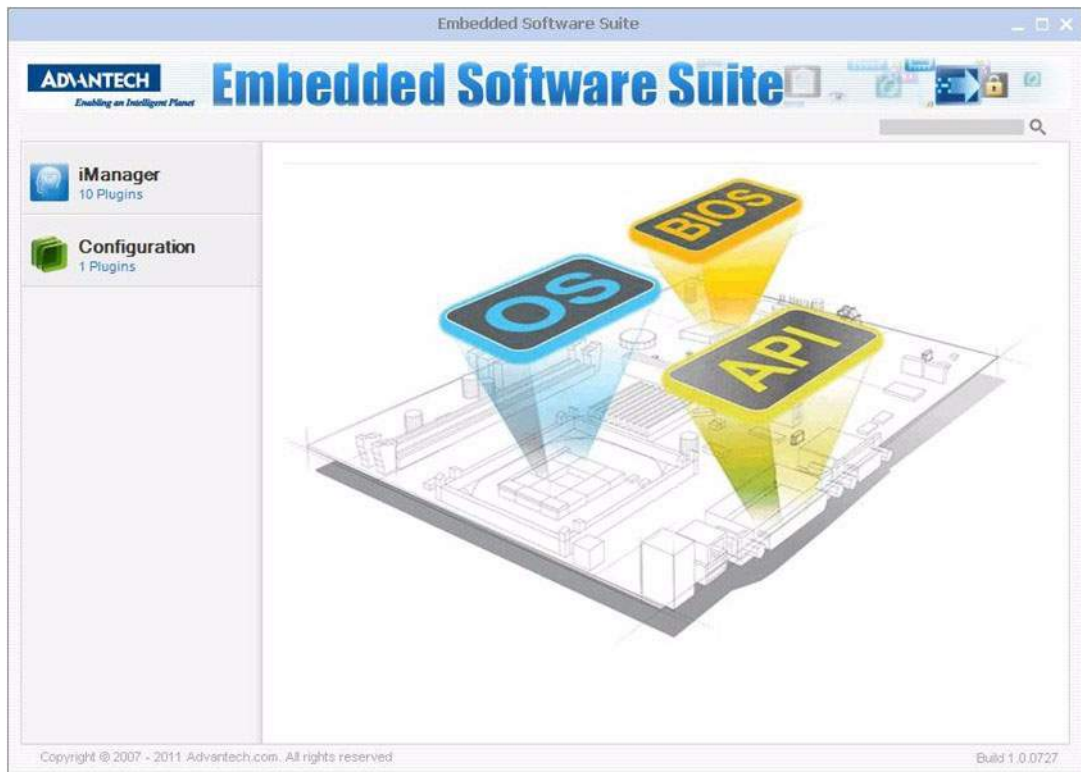 Embedded Software Suite
ADVANTECH
Enabling an Intelligent Planet
Embedded Software Suite
iManager
10 Plugins
Configuration
1 Plugins
BIOS
OS
API
Copyright © 2007 - 2011 Advantech.com. All rights reserved
Build 1.0.0727